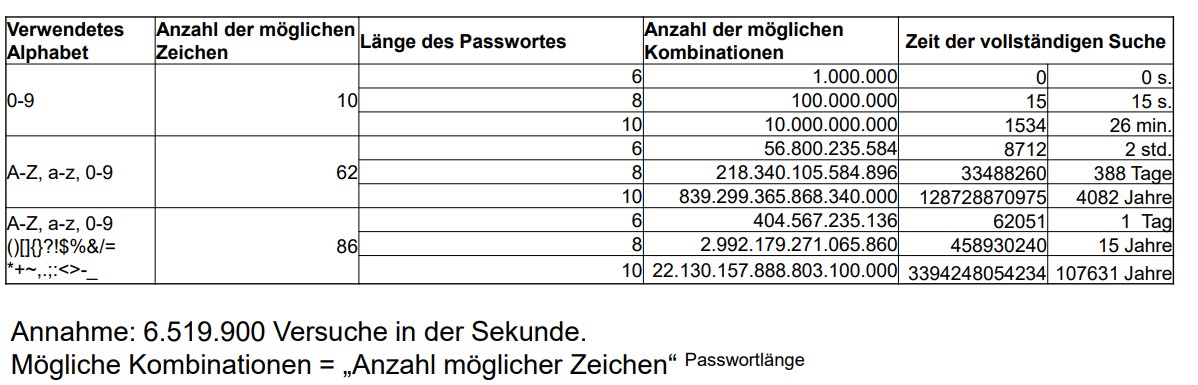 Verwendetes Alphabet Anzahl der möglichen Zeichen Länge des Passwortes Anzahl der möglichen Kombinationen Zeit der vollständigen Suche
0-9 10 6 1.000.000 0 0 s.
8 100.000.000 15 15 s.
10 10.000.000.000 1534 26 min.
A-Z, a-z, 0-9 62 6 56.800.235.584 8712 2 std.
8 218.340.105.584.896 33488260 388 Tage
10 839.299.365.868.340.000 128728870975 4082 Jahre
A-Z, a-z, 0-9 ()[]{}?!$%&/= *+~,.;:<>-_ 86 6 404.567.235.136 62051 1 Tag
8 2.992.179.271.065.860 458930240 15 Jahre
10 22.130.157.888.803.100.000 3394248054234 107631 Jahre
Annahme: 6.519.900 Versuche in der Sekunde.
Mögliche Kombinationen = „Anzahl möglicher Zeichen“ Passwortlänge